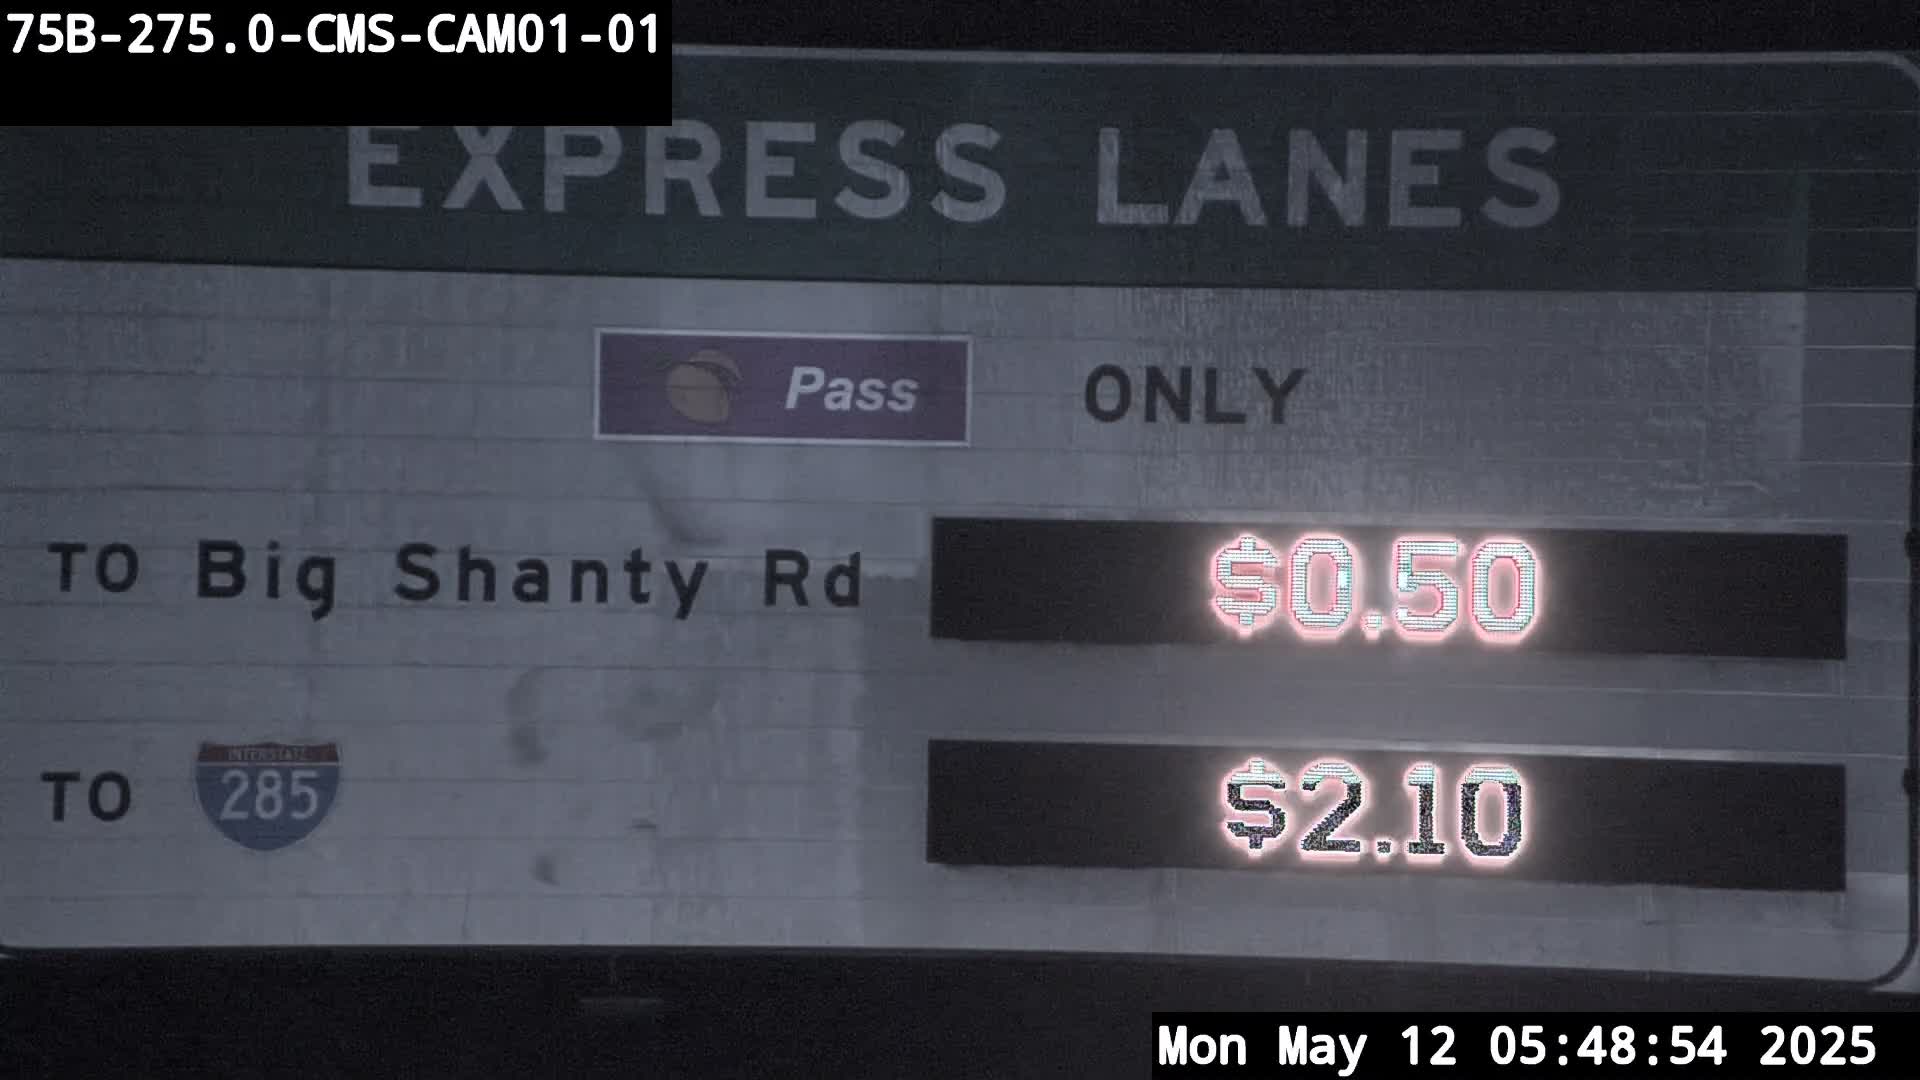 75B-275.0-CMS-CAM01-01
EXPRESS LANES
Pass ONLY
TO Big Shanty Rd $0.50
TO INTERSTATE 285 $2.10
Mon May 12 05:48:54 2025